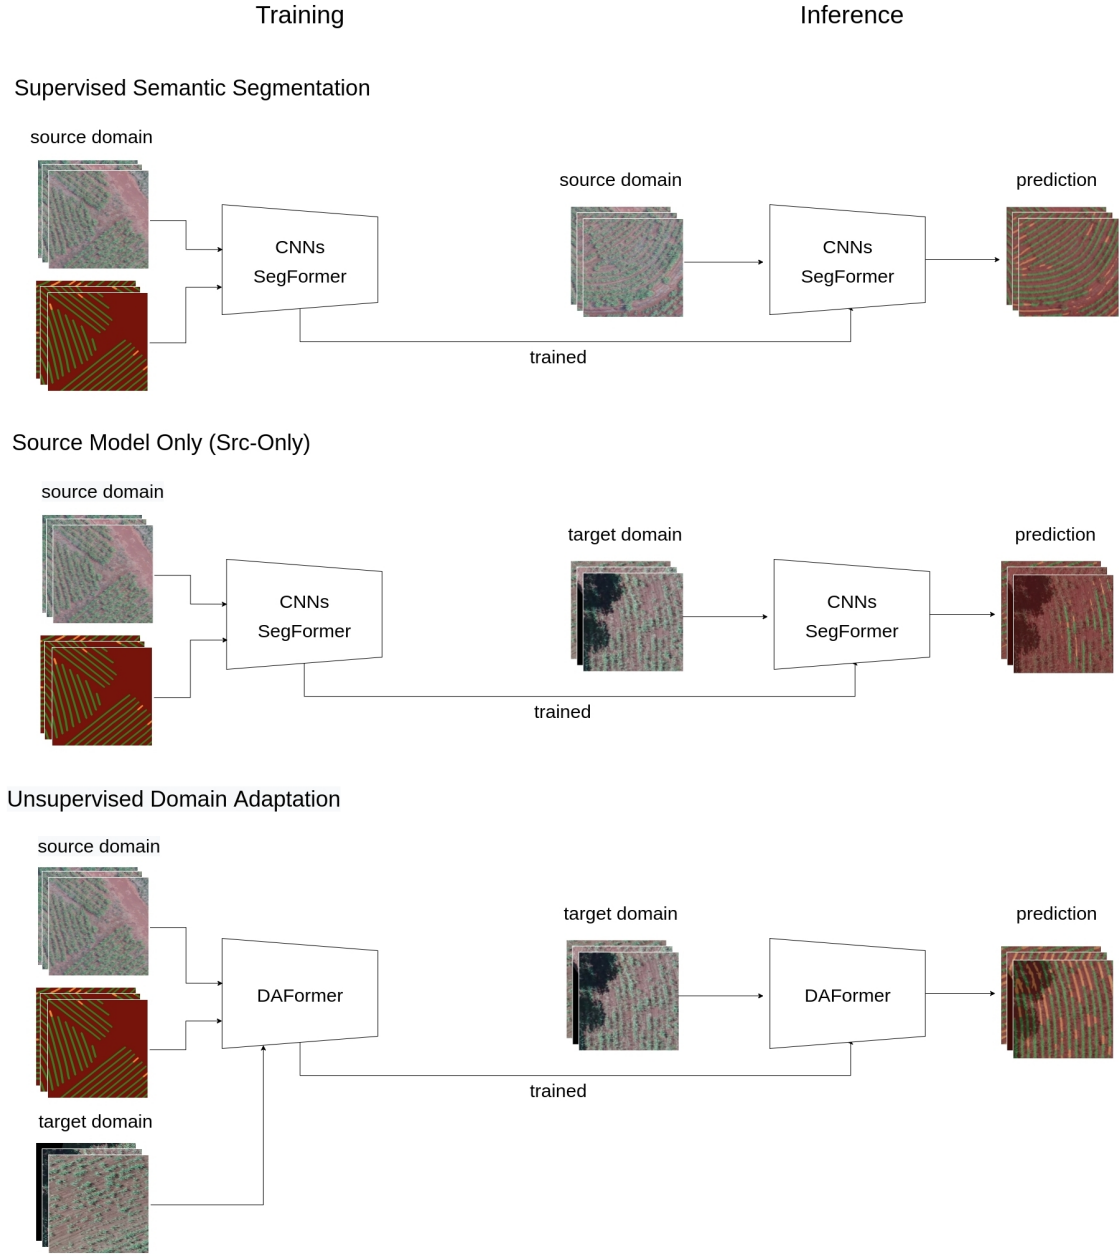 Training
Inference
Supervised Semantic Segmentation
source domain
source domain
prediction
CNNs
SegFormer
CNNs
SegFormer
trained
Source Model Only (Src-Only)
source domain
target domain
prediction
CNNs
SegFormer
CNNs
SegFormer
trained
Unsupervised Domain Adaptation
source domain
target domain
prediction
DAFormer
DAFormer
trained
target domain